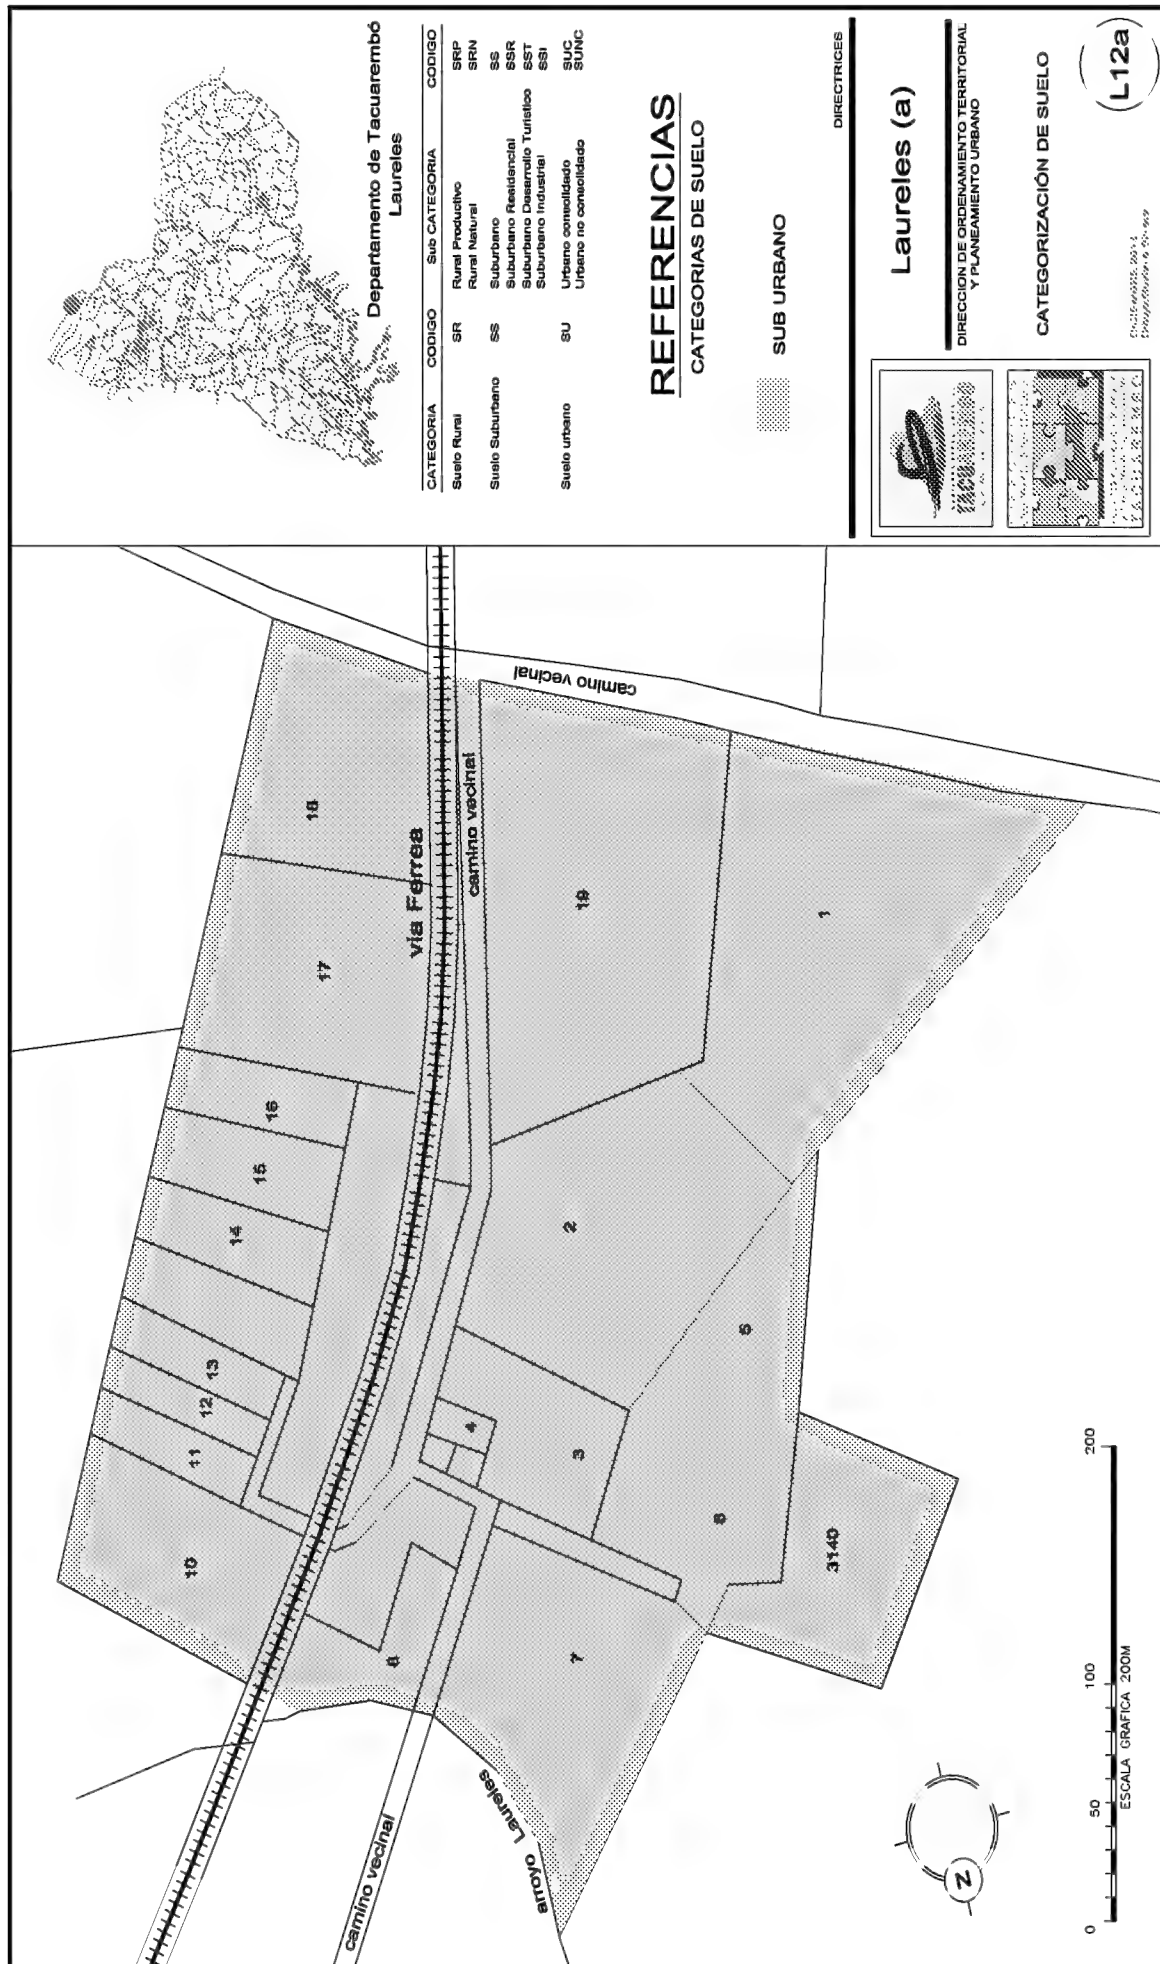 Departamento de Tacuarembó
Laureles
CATEGORIA CODIGO Sub CATEGORIA CODIGO
Suelo Rural SR Rural Productivo SRP
Rural Natural SRN
Suelo Suburbano SS Suburbano SS
Suburbano Residencial SSR
Suburbano Desarrollo Turístico SST
Suburbano Industrial SSI
Suelo urbano SU Urbano consolidado SUC
Urbano no consolidado SUNC
REFERENCIAS
CATEGORIAS DE SUELO
SUB URBANO
DIRECTRICES
Laureles (a)
DIRECCION DE ORDENAMIENTO TERRITORIAL
Y PLANEAMIENTO URBANO
CATEGORIZACIÓN DE SUELO
L12a
10
11
12
13
14
15
16
17
18
via Ferrea
camino vecinal
camino vecinal
camino vecinal
arroyo Laureles
4
3
2
19
1
5
7
3140
N
0 50 100 200
ESCALA GRAFICA 200M